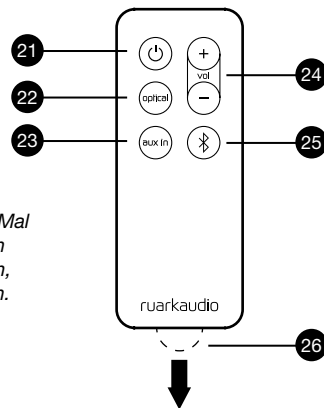 21
22
23
24
25
26
+
vol
−
optical
aux in
Mal
n
n,
n.
ruarkaudio